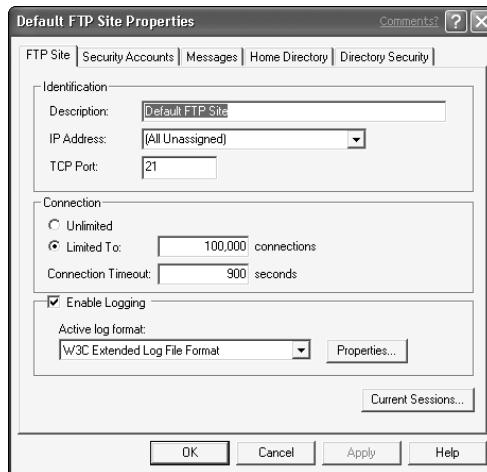 Default FTP Site Properties Comments? ?
FTP Site Security Accounts Messages Home Directory Directory Security
Identification
Description: Default FTP Site
IP Address: (All Unassigned)
TCP Port: 21
Connection
Unlimited
Limited To: 100,000 connections
Connection Timeout: 900 seconds
Enable Logging
Active log format:
W3C Extended Log File Format Properties...
Current Sessions...
OK Cancel Apply Help